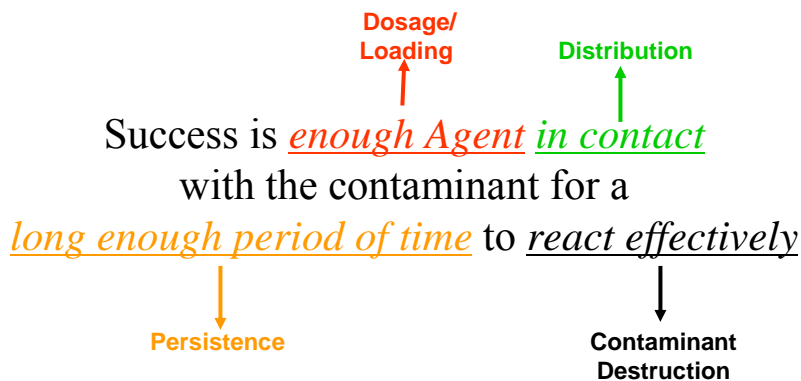 Dosage/
Loading
Distribution
Success is enough Agent in contact
with the contaminant for a
long enough period of time to react effectively
Persistence
Contaminant
Destruction